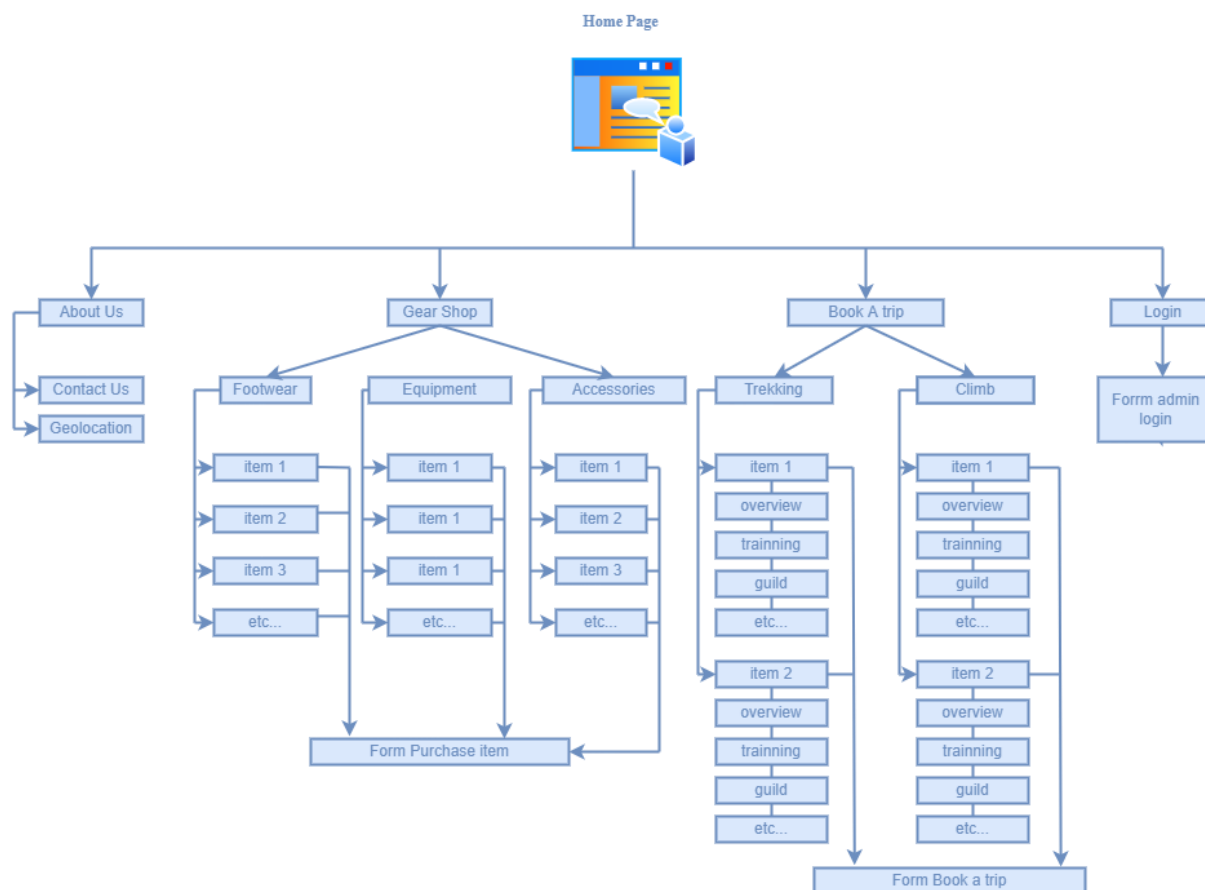 Home Page
About Us
Gear Shop
Book A trip
Login
Contact Us
Geolocation
Footwear
Equipment
Accessories
Trekking
Climb
Forrm admin
login
item 1
item 2
item 3
etc...
item 1
item 1
item 1
etc...
item 1
item 2
item 3
etc...
Form Purchase item
item 1
overview
trainning
guild
etc...
item 2
overview
trainning
guild
etc...
item 1
overview
trainning
guild
etc...
item 2
overview
trainning
guild
etc...
Form Book a trip